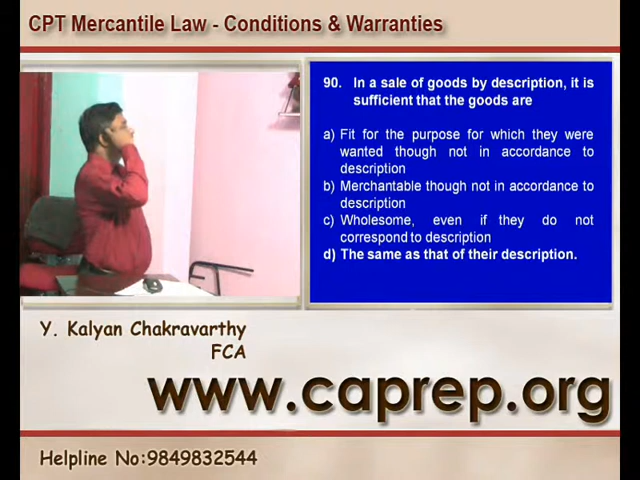 CPT Mercantile Law - Conditions & Warranties
90. In a sale of goods by description, it is
sufficient that the goods are
a) Fit for the purpose for which they were
wanted though not in accordance to
description
b) Merchantable though not in accordance to
description
c) Wholesome, even if they do not
correspond to description
d) The same as that of their description.
Y. Kalyan Chakravarthy
FCA
www.caprep.org
Helpline No:9849832544